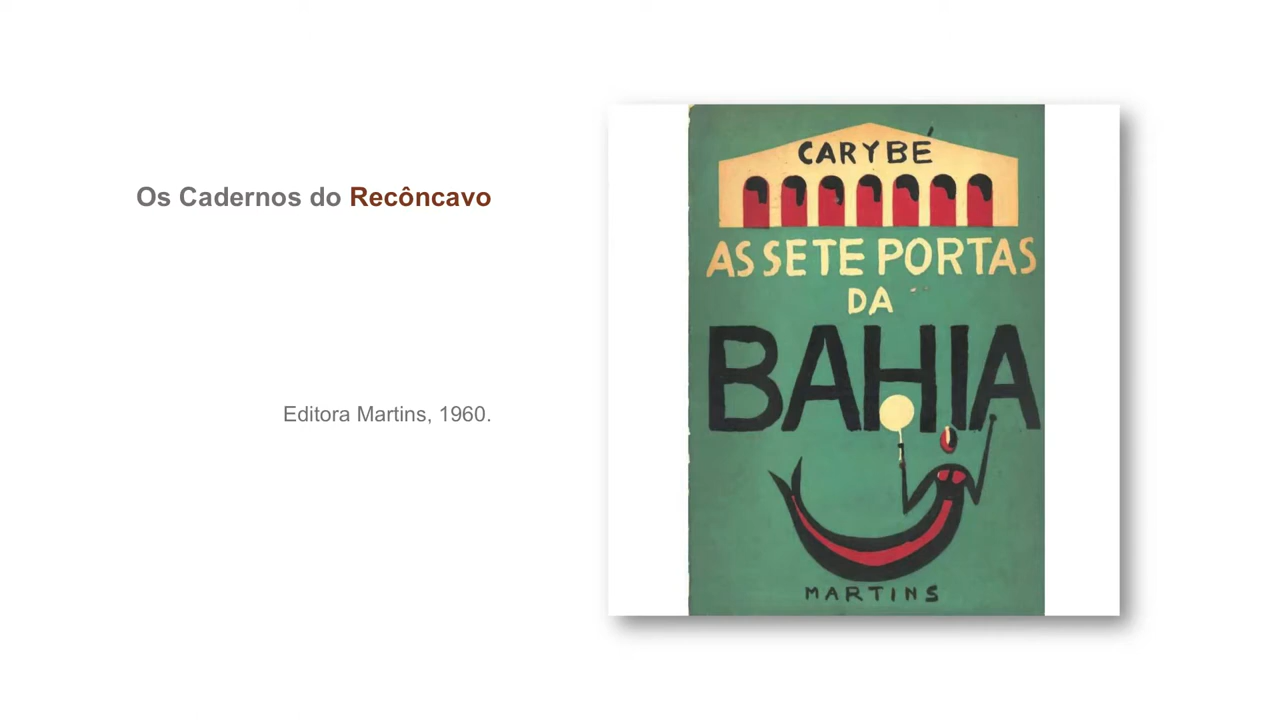 Os Cadernos do Recôncavo
Editora Martins, 1960.
CARYBÉ
AS SETE PORTAS
DA
BAHIA
MARTINS